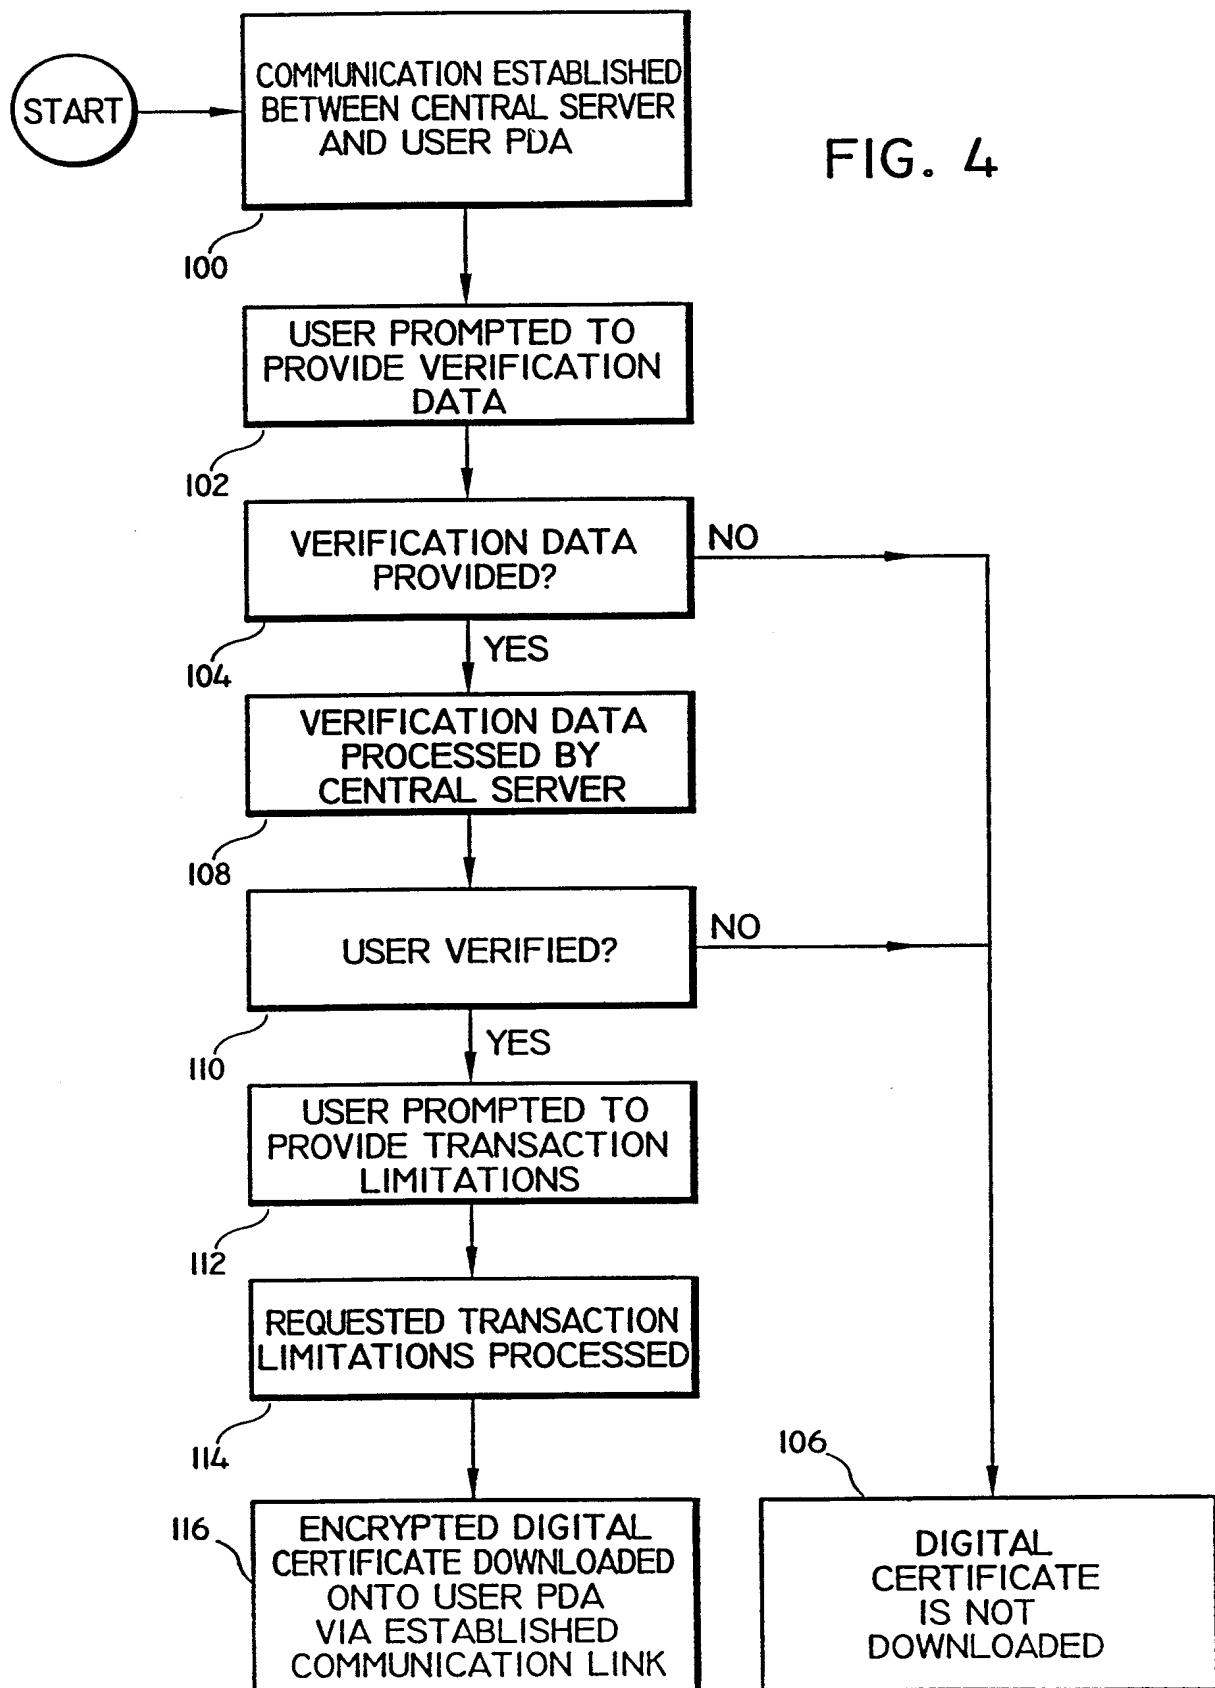 START
COMMUNICATION ESTABLISHED
BETWEEN CENTRAL SERVER
AND USER PDA
FIG. 4
100
USER PROMPTED TO
PROVIDE VERIFICATION
DATA
102
VERIFICATION DATA
PROVIDED?
NO
104
YES
VERIFICATION DATA
PROCESSED BY
CENTRAL SERVER
108
USER VERIFIED?
NO
110
YES
USER PROMPTED TO
PROVIDE TRANSACTION
LIMITATIONS
112
REQUESTED TRANSACTION
LIMITATIONS PROCESSED
114
116
ENCRYPTED DIGITAL
CERTIFICATE DOWNLOADED
ONTO USER PDA
VIA ESTABLISHED
COMMUNICATION LINK
106
DIGITAL
CERTIFICATE
IS NOT
DOWNLOADED